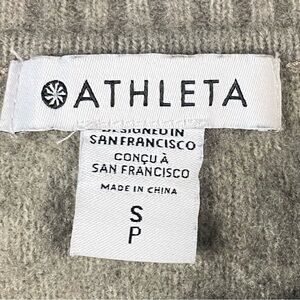 ATHLETA
DESIGNED IN
SAN FRANCISCO
CONÇU À
SAN FRANCISCO
MADE IN CHINA
S
P